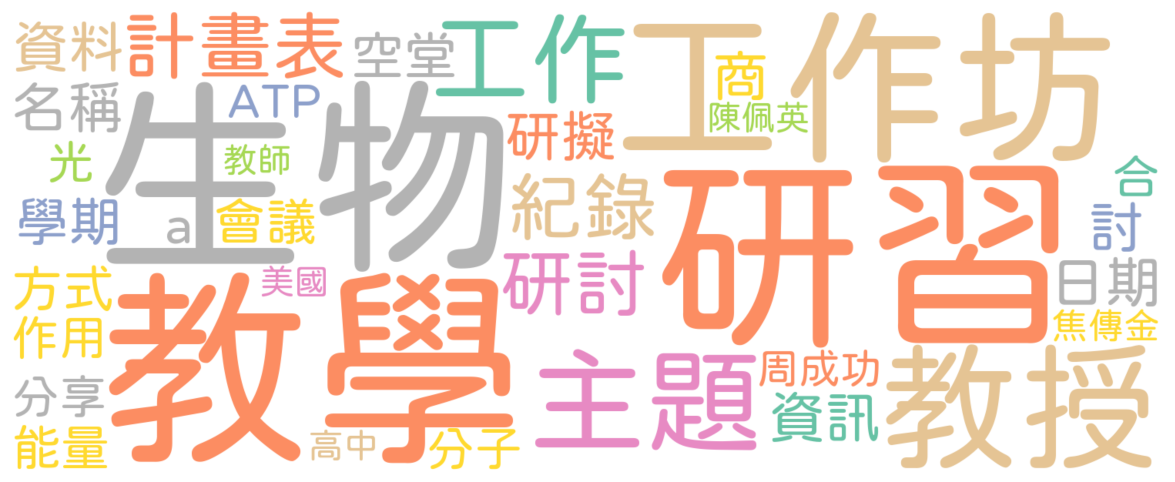 資料 計畫表 空堂 工作 工作坊
名稱 ATP 生物 研擬 商 陳佩英
光 教師 合
學期 a 會議 紀錄 研習 討
研討 日期
方式 美國 教學 焦傳金
作用 主題 周成功 教授
分享 資訊
能量 高中 分子